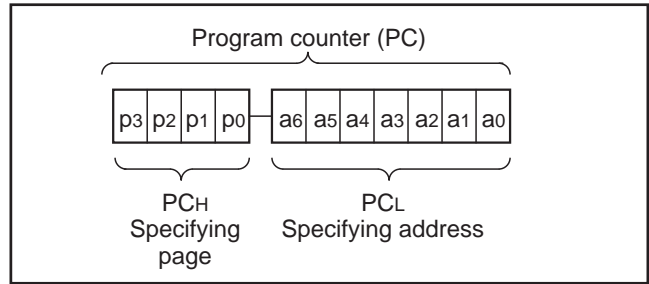 Program counter (PC)
p3 p2 p1 p0 a6 a5 a4 a3 a2 a1 a0
PCH PCL
Specifying Specifying address
page